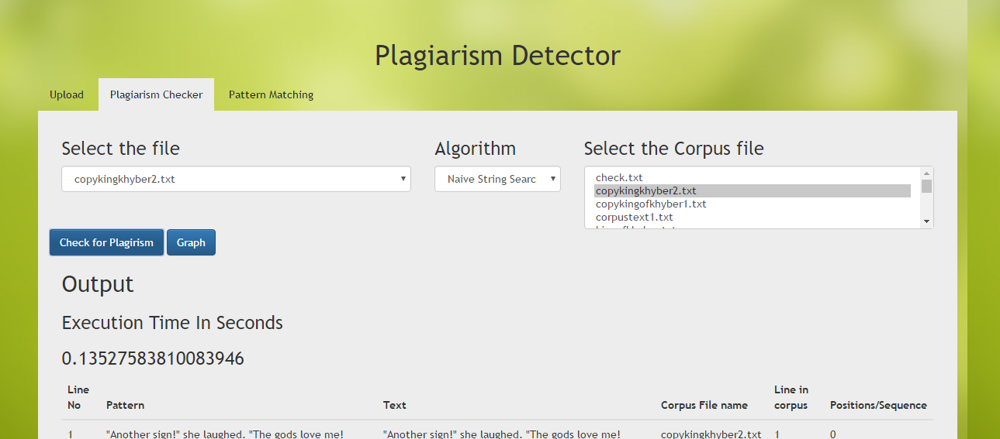 Plagiarism Detector
Upload Plagiarism Checker Pattern Matching
Select the file Algorithm Select the Corpus file
copykingkhyber2.txt Naive String Searc check.txt
copykingkhyber2.txt
copykingofkhyber1.txt
corpustext1.txt
Check for Plagirism Graph
Output
Execution Time In Seconds
0.13527583810083946
Line No Pattern Text Corpus File name Line in corpus Positions/Sequence
1 "Another sign!" she laughed. "The gods love me! "Another sign!" she laughed. "The gods love me! copykingkhyber2.txt 1 0